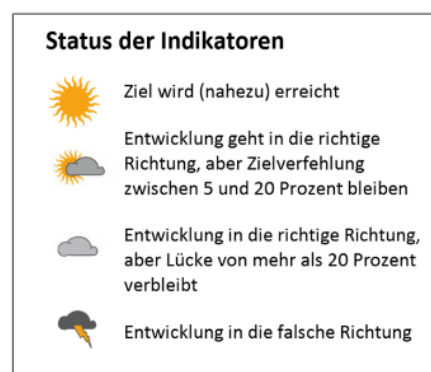 Status der Indikatoren
Ziel wird (nahezu) erreicht
Entwicklung geht in die richtige
Richtung, aber Zielverfehlung
zwischen 5 und 20 Prozent bleiben
Entwicklung in die richtige Richtung,
aber Lücke von mehr als 20 Prozent
verbleibt
Entwicklung in die falsche Richtung